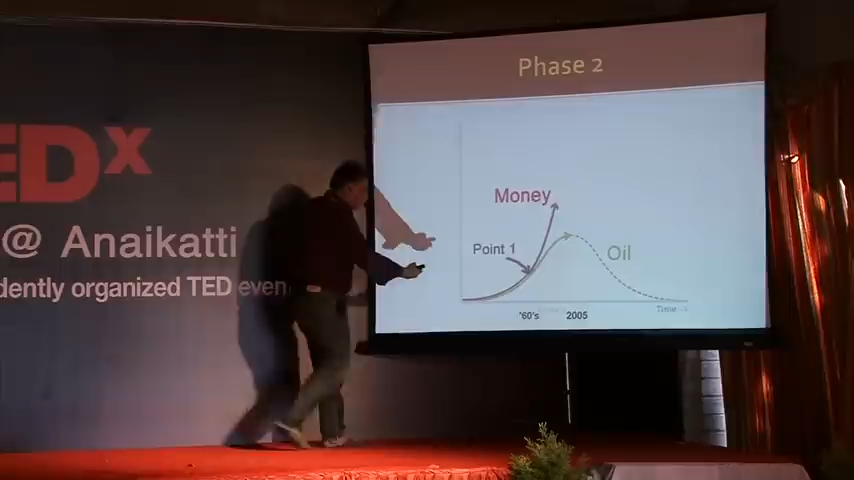 EDx
@ Anaikatti
dently organized TED even
Phase 2
Money
Point 1
Oil
Time
'60's
2005